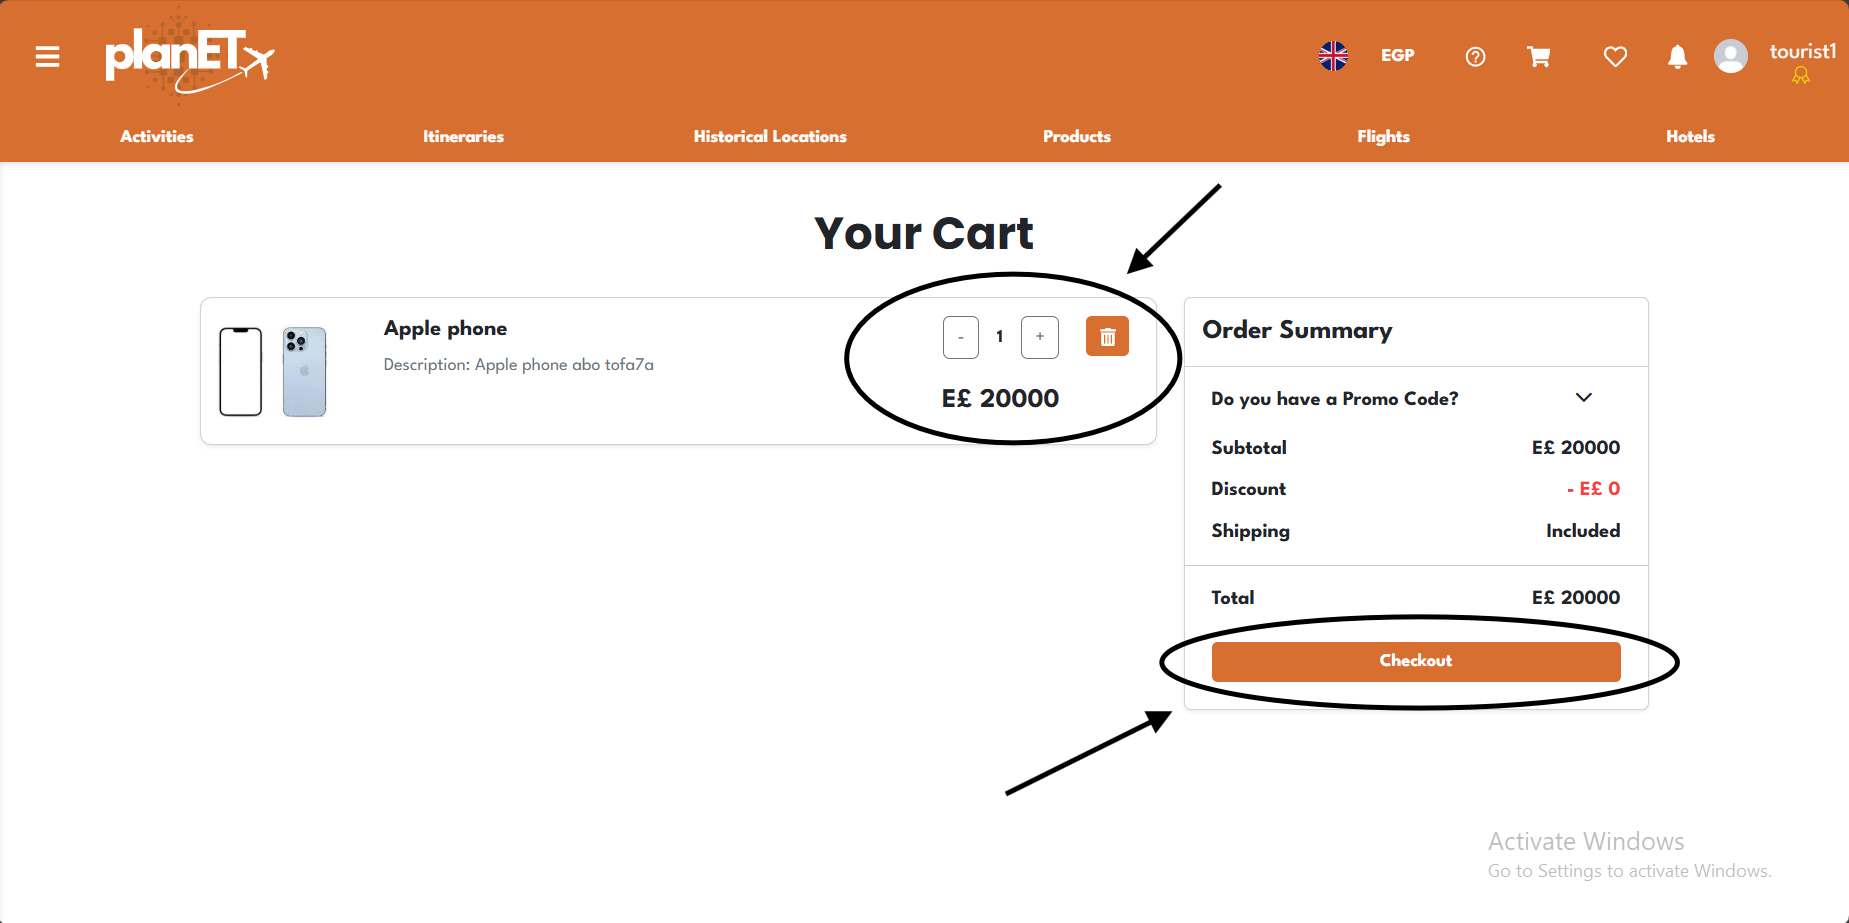 planET
EGP
tourist1
Activities
Itineraries
Historical Locations
Products
Flights
Hotels
Your Cart
Apple phone
Description: Apple phone abo tofa7a
- 1 +
E£ 20000
Order Summary
Do you have a Promo Code?
Subtotal E£ 20000
Discount - E£ 0
Shipping Included
Total E£ 20000
Checkout
Activate Windows
Go to Settings to activate Windows.